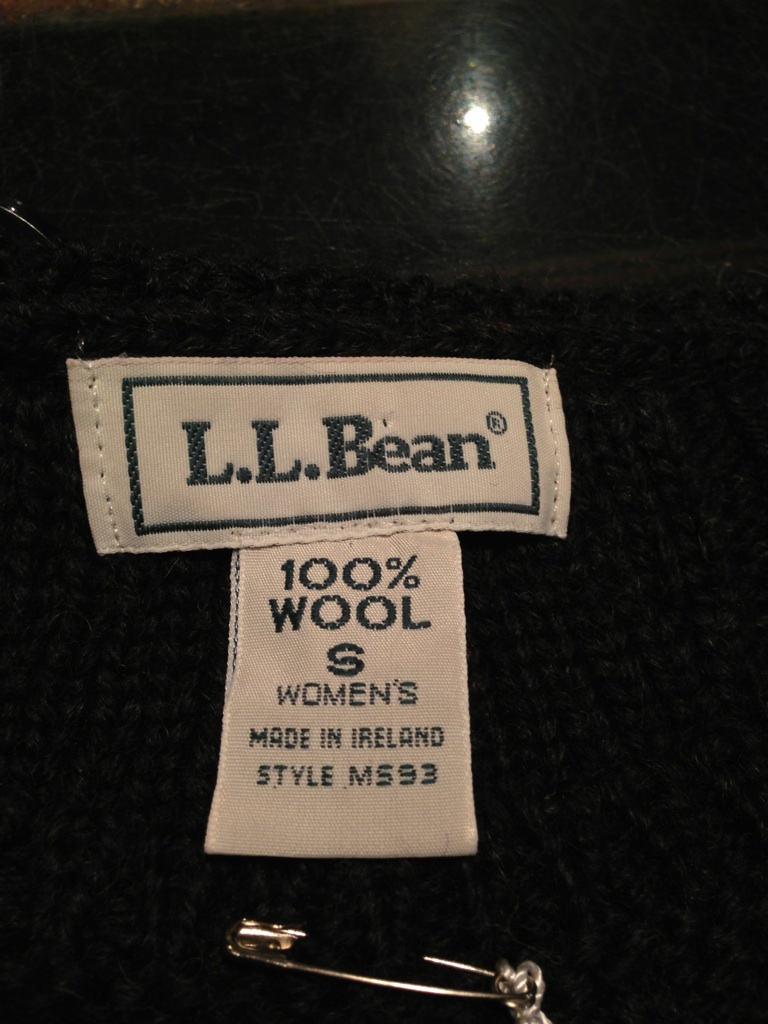 L.L.Bean®
100%
WOOL
S
WOMEN'S
MADE IN IRELAND
STYLE MS93